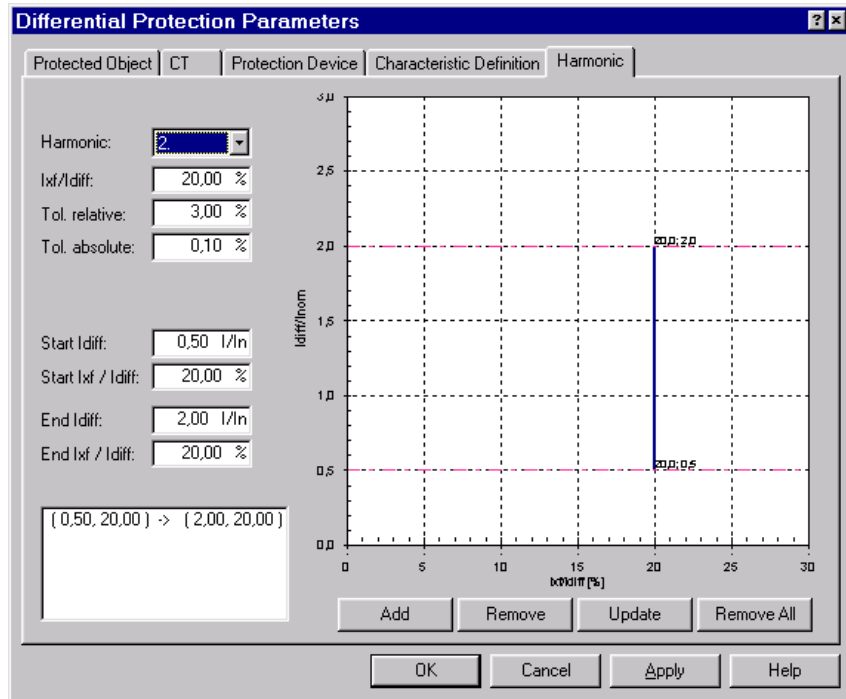 Differential Protection Parameters
Protected Object CT Protection Device Characteristic Definition Harmonic
Harmonic: 2.
Ixf/Idiff: 20,00 %
Tol. relative: 3,00 %
Tol. absolute: 0,10 %
Start Idiff: 0,50 I/In
Start Ixf / Idiff: 20,00 %
End Idiff: 2,00 I/In
End Ixf / Idiff: 20,00 %
( 0,50, 20,00 ) -> ( 2,00, 20,00 )
Idiff/Inom
3,0
2,5
2,0
1,5
1,0
0,5
0,0
20,0; 2,0
20,0; 0,5
0 5 10 15 20 25 30
Ixf/Idiff [%]
Add Remove Update Remove All
OK Cancel Apply Help